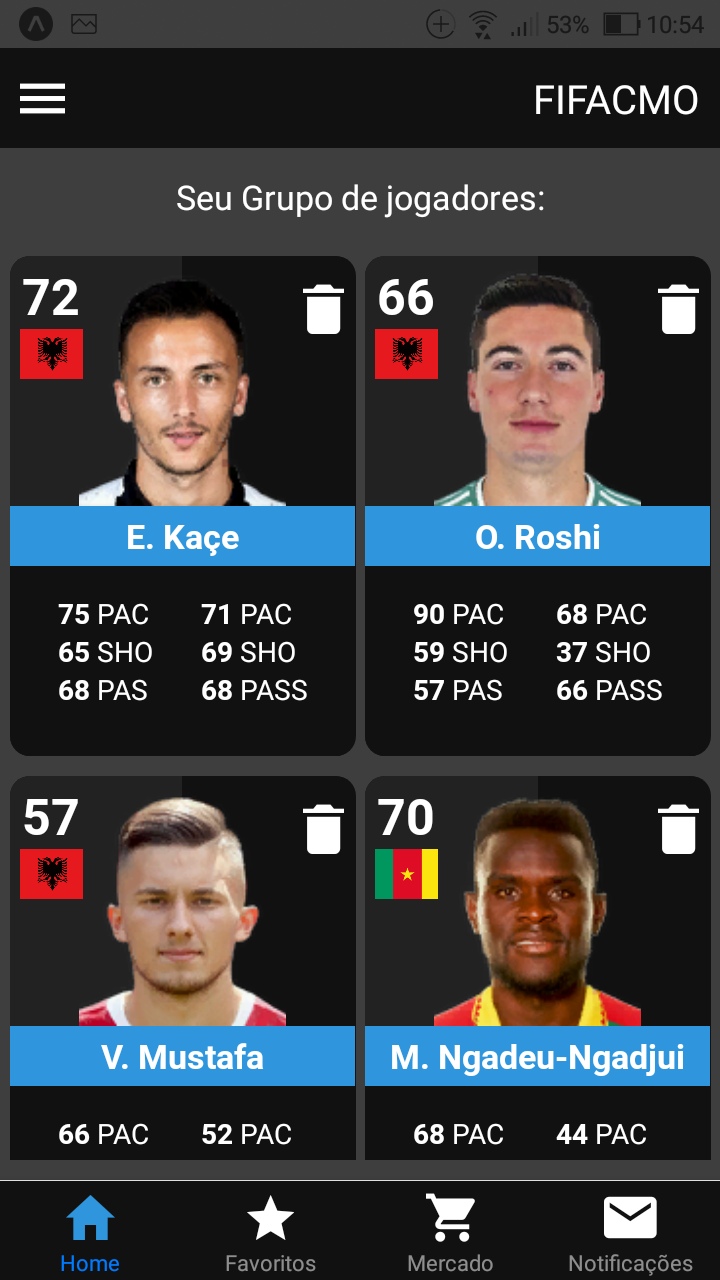 53% 10:54
FIFACMO
Seu Grupo de jogadores:
72
66
E. Kaçe
O. Roshi
75 PAC 71 PAC
65 SHO 69 SHO
68 PAS 68 PASS
90 PAC 68 PAC
59 SHO 37 SHO
57 PAS 66 PASS
57
70
V. Mustafa
M. Ngadeu-Ngadjui
66 PAC 52 PAC
68 PAC 44 PAC
Home Favoritos Mercado Notificações